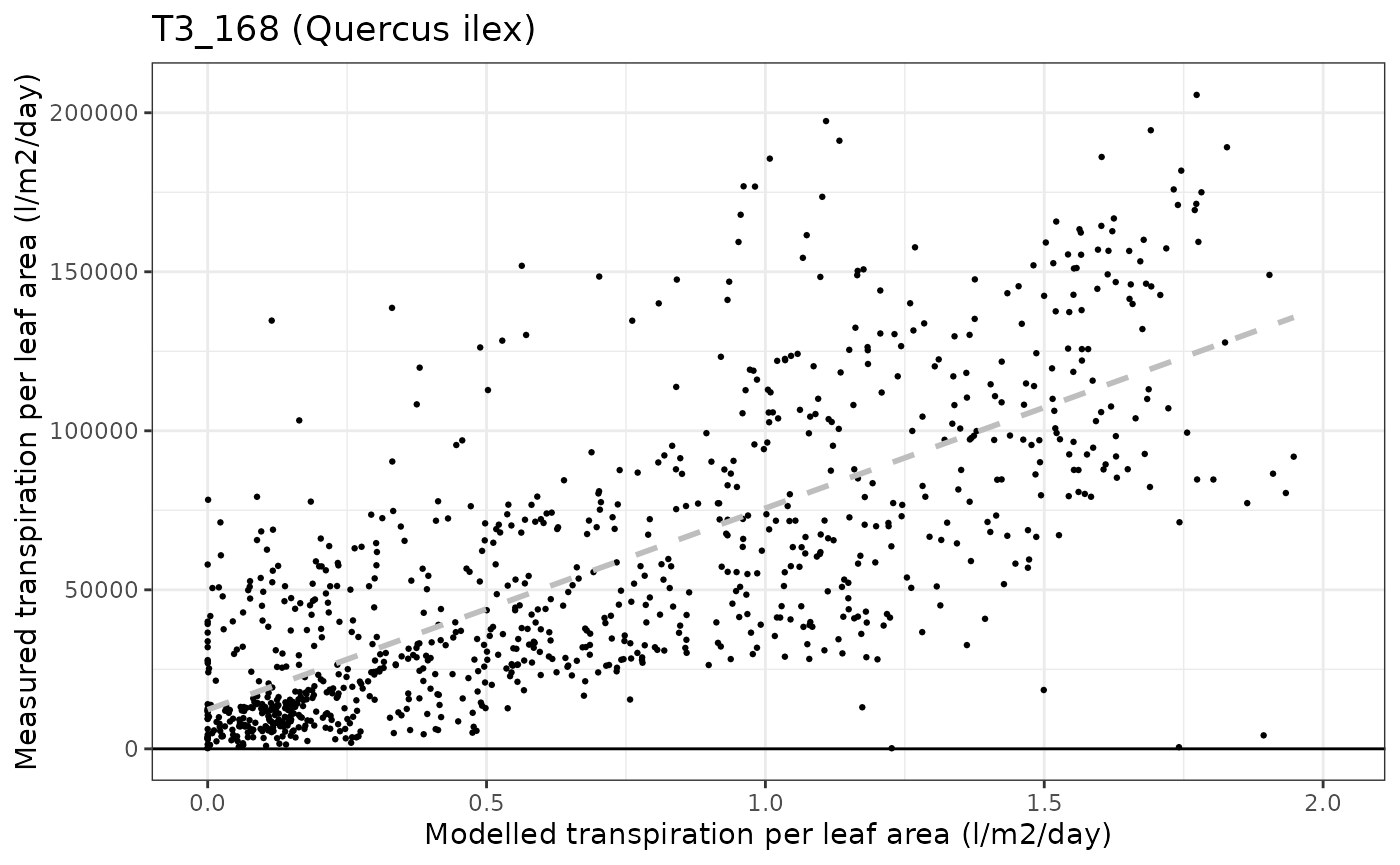 T3_168 (Quercus ilex)
Measured transpiration per leaf area (l/m2/day)
200000
150000
100000
50000
0
0.0 0.5 1.0 1.5 2.0
Modelled transpiration per leaf area (l/m2/day)